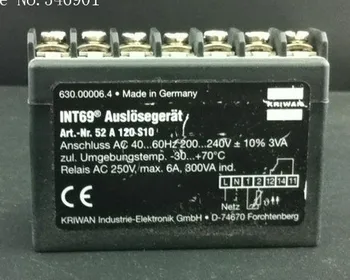 No.:546901
630.00006.4 • Made in Germany
KRIWAN
INT69® Auslösegerät
Art.-Nr. 52 A 120-S10
Anschluss AC 40...60Hz 200...240V ± 10% 3VA
zul. Umgebungstemp. -30...+70°C
Relais AC 250V, max. 6A, 300VA ind.
L N 1 2 12 14 11
Netz
CE
KRIWAN Industrie-Elektronik GmbH • D-74670 Forchtenberg